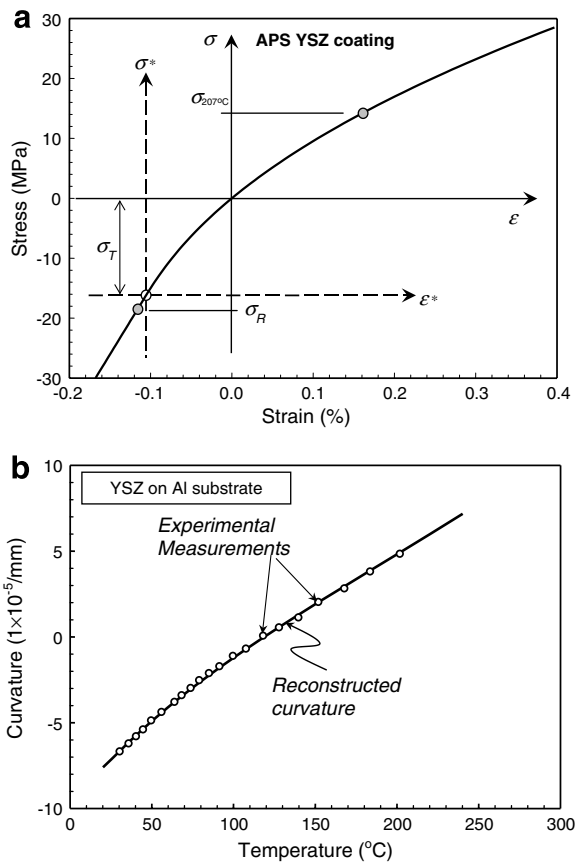 a
30
20
10
0
-10
-20
-30
Stress (MPa)
σ*
σ
APS YSZ coating
σ207ºC
σT
ε
ε*
σR
-0.2 -0.1 0.0 0.1 0.2 0.3 0.4
Strain (%)
b
10
5
0
-5
-10
Curvature (1×10-5/mm)
YSZ on Al substrate
Experimental
Measurements
Reconstructed
curvature
0 50 100 150 200 250 300
Temperature (oC)